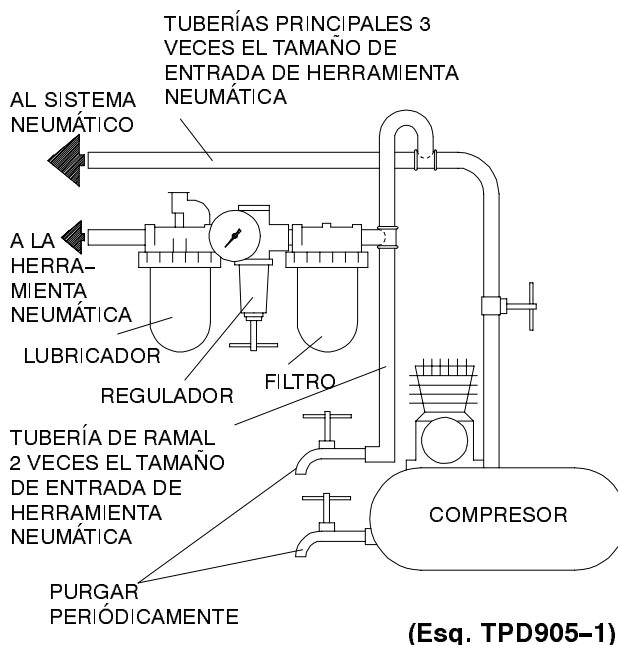 TUBERÍAS PRINCIPALES 3
VECES EL TAMAÑO DE
ENTRADA DE HERRAMIENTA
NEUMÁTICA
AL SISTEMA
NEUMÁTICO
A LA
HERRA–
MIENTA
NEUMÁTICA
LUBRICADOR
REGULADOR
FILTRO
TUBERÍA DE RAMAL
2 VECES EL TAMAÑO
DE ENTRADA DE
HERRAMIENTA
NEUMÁTICA
COMPRESOR
PURGAR
PERIÓDICAMENTE
(Esq. TPD905–1)